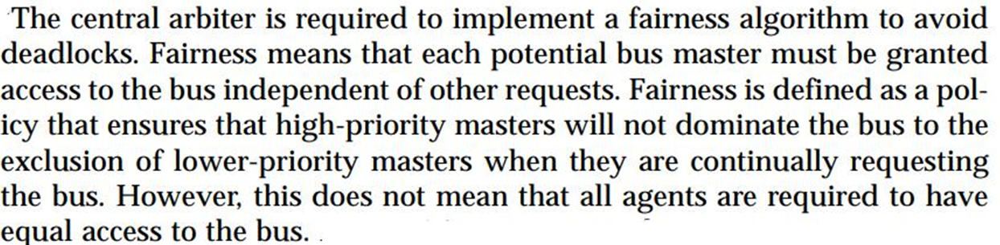 The central arbiter is required to implement a fairness algorithm to avoid
deadlocks. Fairness means that each potential bus master must be granted
access to the bus independent of other requests. Fairness is defined as a pol-
icy that ensures that high-priority masters will not dominate the bus to the
exclusion of lower-priority masters when they are continually requesting
the bus. However, this does not mean that all agents are required to have
equal access to the bus.